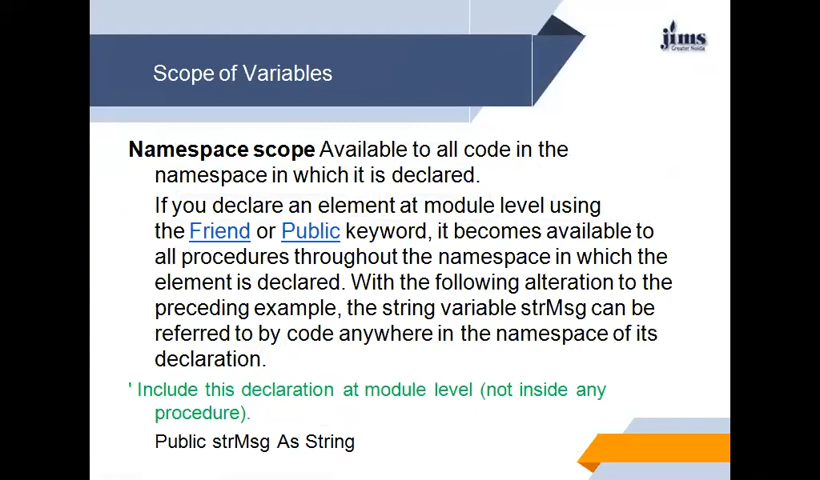 jims
Greater Noida
Scope of Variables
Namespace scope Available to all code in the
namespace in which it is declared.
If you declare an element at module level using
the Friend or Public keyword, it becomes available to
all procedures throughout the namespace in which the
element is declared. With the following alteration to the
preceding example, the string variable strMsg can be
referred to by code anywhere in the namespace of its
declaration.
' Include this declaration at module level (not inside any
procedure).
Public strMsg As String